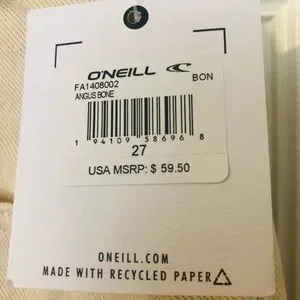 O'NEILL
FA1408002 BON
ANGUS BONE
1 94109 58696 8
27
USA MSRP: $ 59.50
ONEILL.COM
MADE WITH RECYCLED PAPER